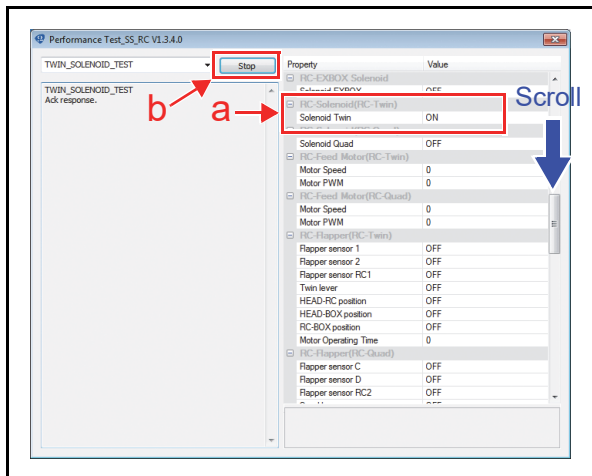 Performance Test_SS_RC V1.3.4.0
TWIN_SOLENOID_TEST
Stop
TWIN_SOLENOID_TEST
Ack response.
b
a
Scroll
Property Value
RC-EXBOX Solenoid
Solenoid EXBOX OFF
RC-Solenoid(RC-Twin)
Solenoid Twin ON
Solenoid Quad OFF
RC-Feed Motor(RC-Twin)
Motor Speed 0
Motor PWM 0
RC-Feed Motor(RC-Quad)
Motor Speed 0
Motor PWM 0
RC-Flapper(RC-Twin)
Flapper sensor 1 OFF
Flapper sensor 2 OFF
Flapper sensor RC1 OFF
Twin lever OFF
HEAD-RC position OFF
HEAD-BOX position OFF
RC-BOX position OFF
Motor Operating Time 0
RC-Flapper(RC-Quad)
Flapper sensor C OFF
Flapper sensor D OFF
Flapper sensor RC2 OFF